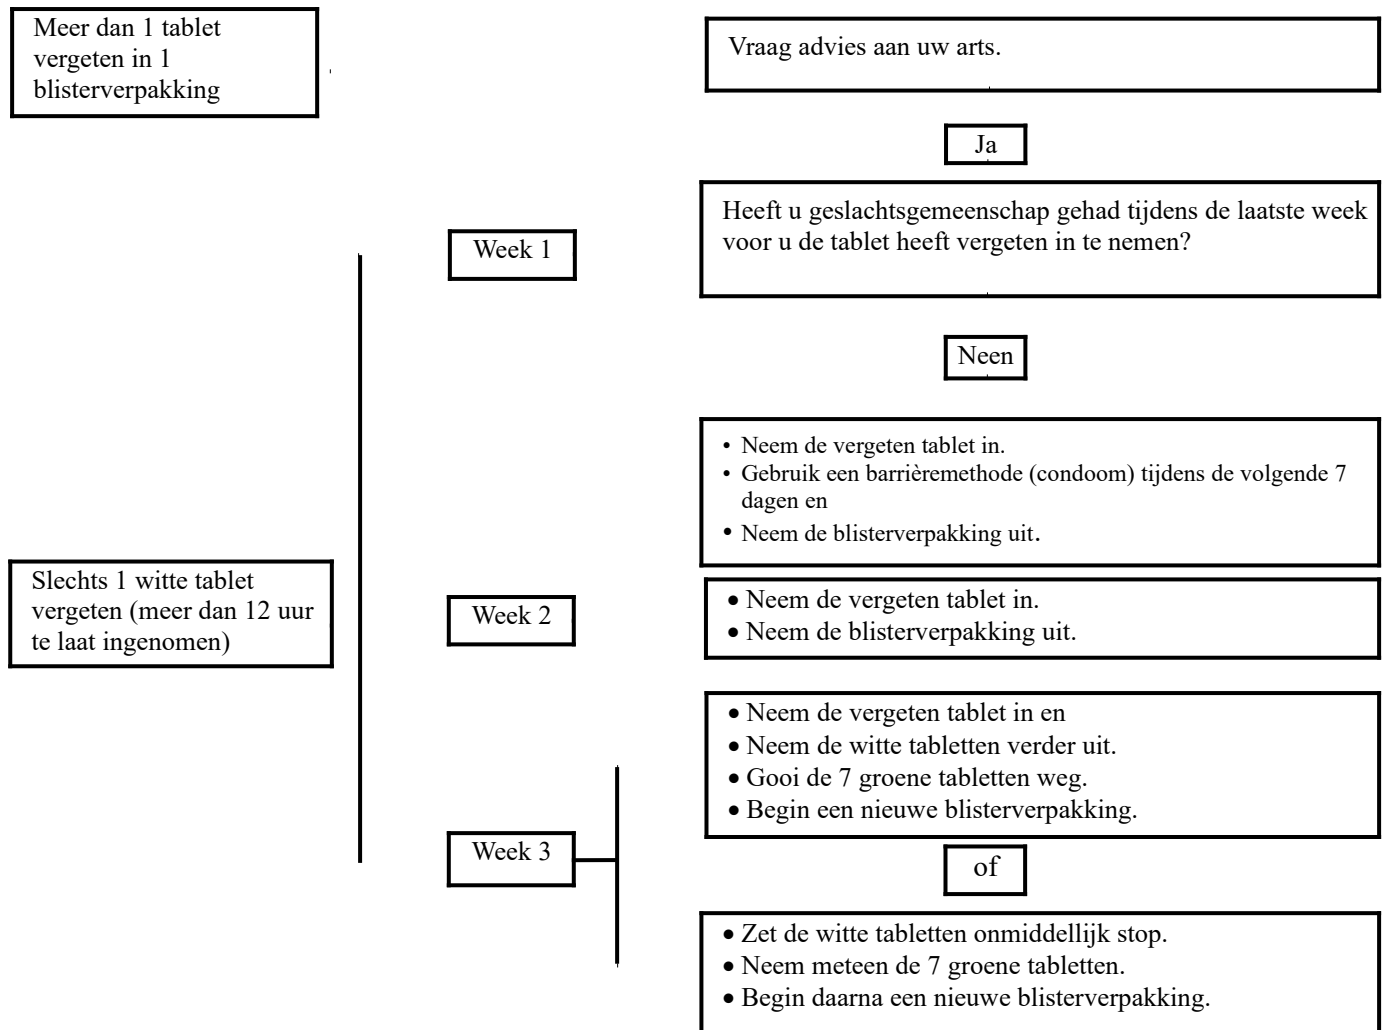 Meer dan 1 tablet
vergeten in 1
blisterverpakking
Vraag advies aan uw arts.
Ja
Week 1
Heeft u geslachtsgemeenschap gehad tijdens de laatste week
voor u de tablet heeft vergeten in te nemen?
Neen
• Neem de vergeten tablet in.
• Gebruik een barrièremethode (condoom) tijdens de volgende 7
dagen en
• Neem de blisterverpakking uit.
Slechts 1 witte tablet
vergeten (meer dan 12 uur
te laat ingenomen)
Week 2
• Neem de vergeten tablet in.
• Neem de blisterverpakking uit.
Week 3
• Neem de vergeten tablet in en
• Neem de witte tabletten verder uit.
• Gooi de 7 groene tabletten weg.
• Begin een nieuwe blisterverpakking.
of
• Zet de witte tabletten onmiddellijk stop.
• Neem meteen de 7 groene tabletten.
• Begin daarna een nieuwe blisterverpakking.